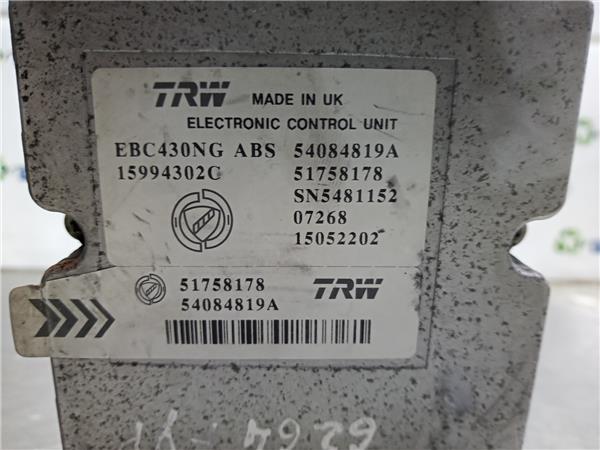 TRW MADE IN UK
ELECTRONIC CONTROL UNIT
EBC430NG ABS 54084819A
15994302C 51758178
SN5481152
07268
15052202
51758178 TRW
54084819A